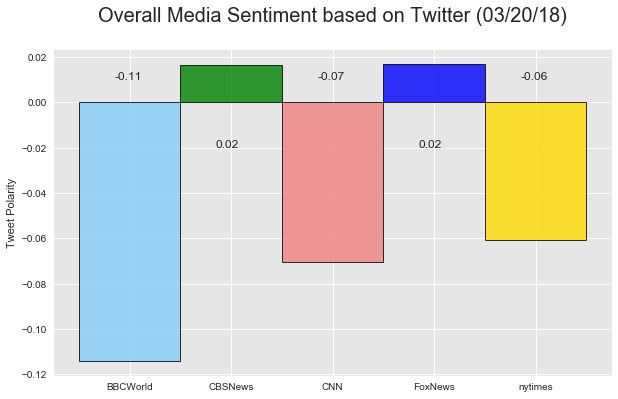 Overall Media Sentiment based on Twitter (03/20/18)
Tweet Polarity
0.02
0.00
−0.02
−0.04
−0.06
−0.08
−0.10
−0.12
-0.11
0.02
-0.07
0.02
-0.06
BBCWorld
CBSNews
CNN
FoxNews
nytimes